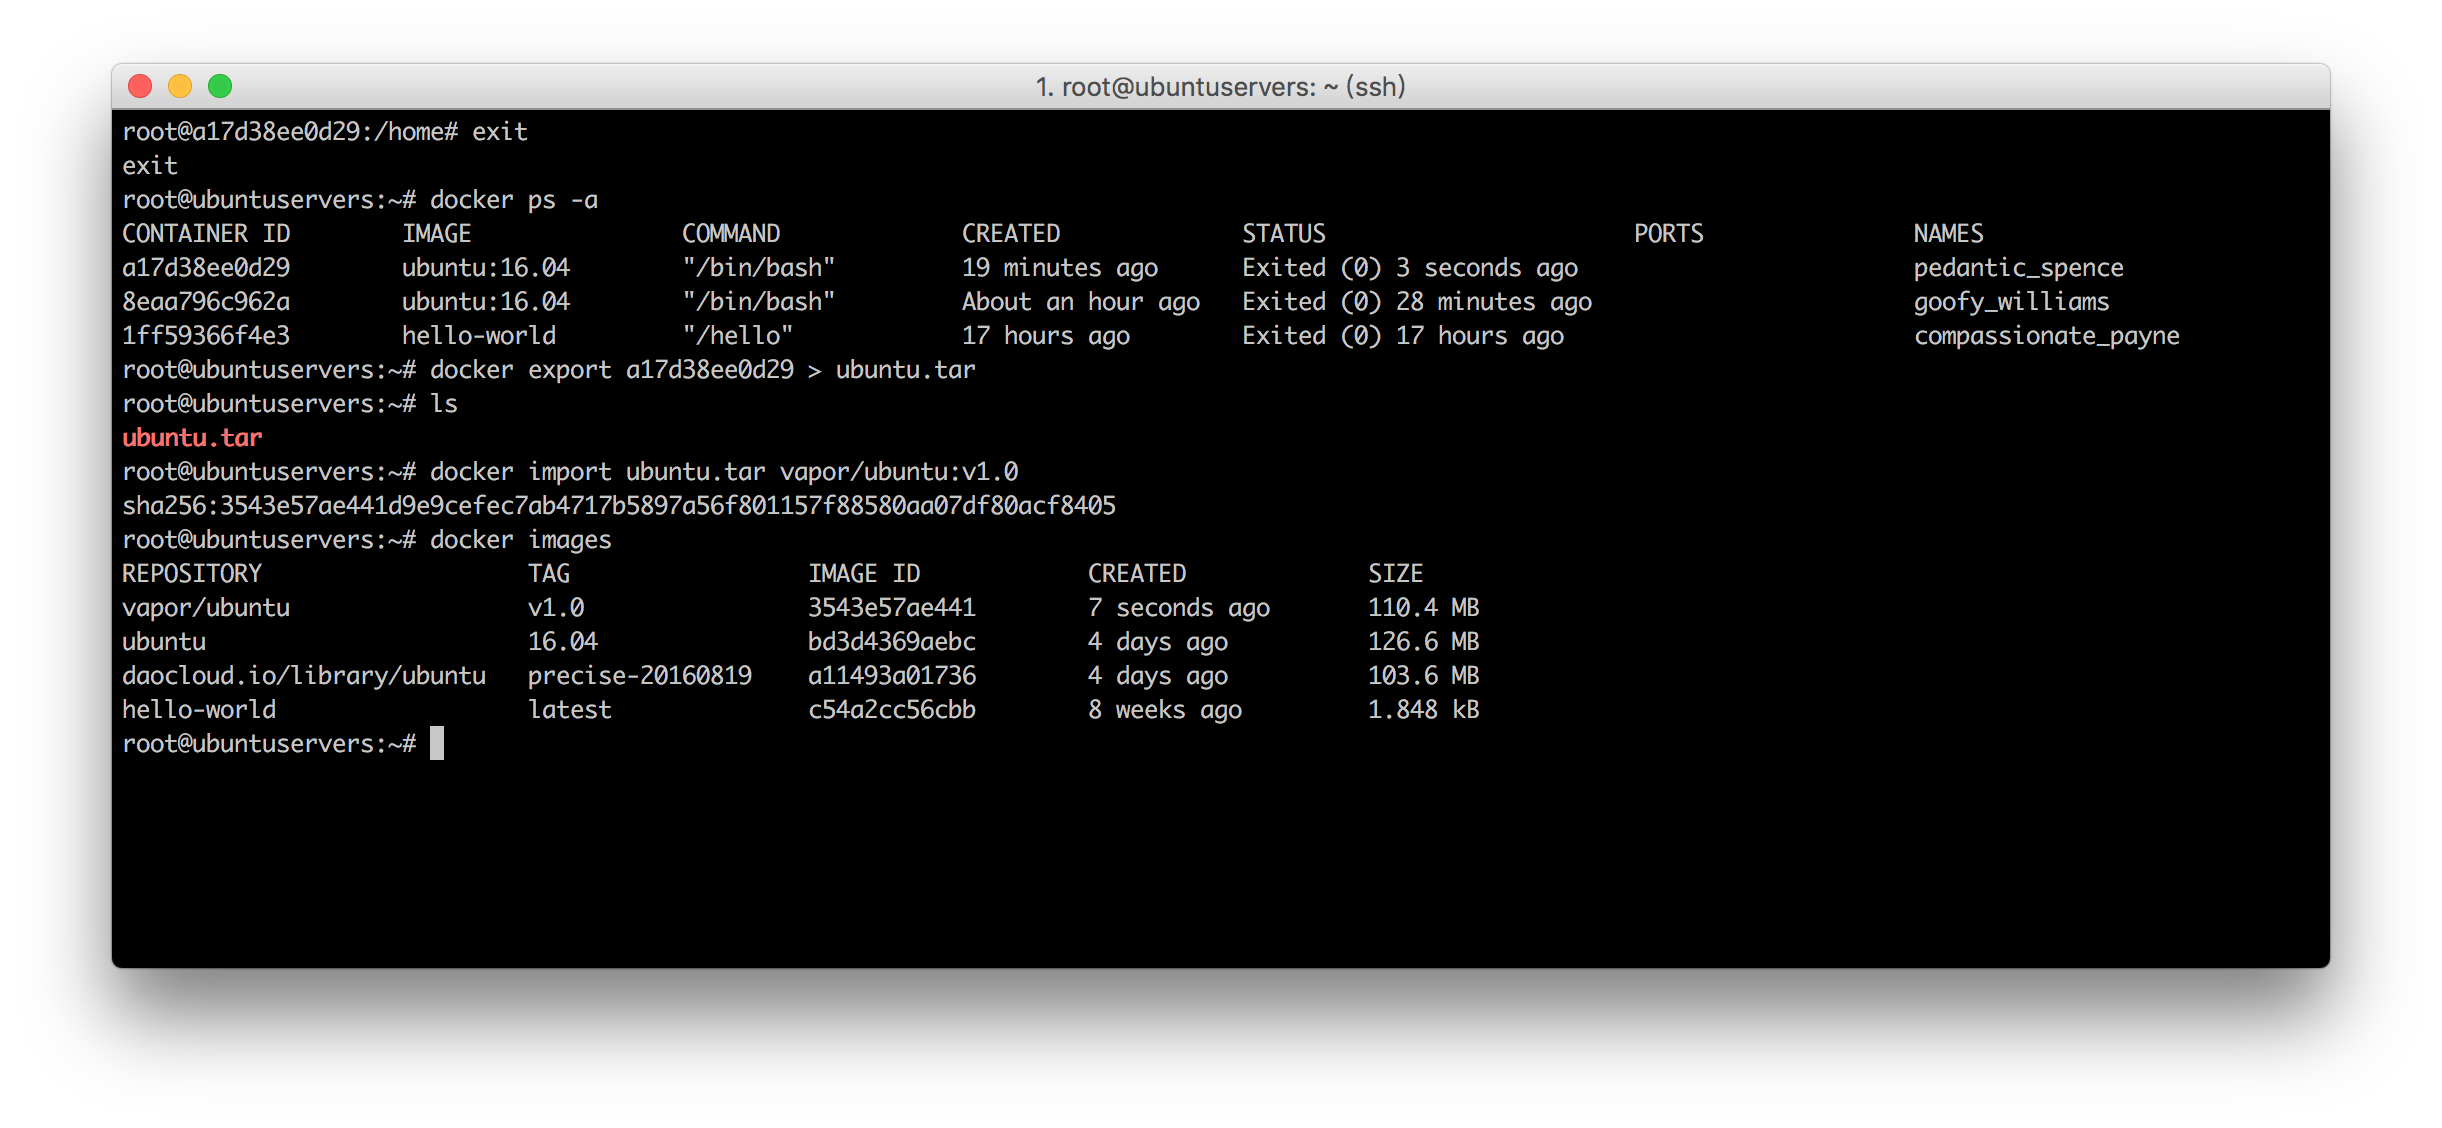 1. root@ubuntuservers: ~ (ssh)
root@a17d38ee0d29:/home# exit
exit
root@ubuntuservers:~# docker ps -a
CONTAINER ID        IMAGE               COMMAND             CREATED             STATUS                      PORTS               NAMES
a17d38ee0d29        ubuntu:16.04        "/bin/bash"         19 minutes ago      Exited (0) 3 seconds ago                        pedantic_spence
8eaa796c962a        ubuntu:16.04        "/bin/bash"         About an hour ago   Exited (0) 28 minutes ago                       goofy_williams
1ff59366f4e3        hello-world         "/hello"            17 hours ago        Exited (0) 17 hours ago                         compassionate_payne
root@ubuntuservers:~# docker export a17d38ee0d29 > ubuntu.tar
root@ubuntuservers:~# ls
ubuntu.tar
root@ubuntuservers:~# docker import ubuntu.tar vapor/ubuntu:v1.0
sha256:3543e57ae441d9e9cefec7ab4717b5897a56f801157f88580aa07df80acf8405
root@ubuntuservers:~# docker images
REPOSITORY                   TAG                 IMAGE ID            CREATED             SIZE
vapor/ubuntu                 v1.0                3543e57ae441        7 seconds ago       110.4 MB
ubuntu                       16.04               bd3d4369aebc        4 days ago          126.6 MB
daocloud.io/library/ubuntu   precise-20160819    a11493a01736        4 days ago          103.6 MB
hello-world                  latest              c54a2cc56cbb        8 weeks ago         1.848 kB
root@ubuntuservers:~#